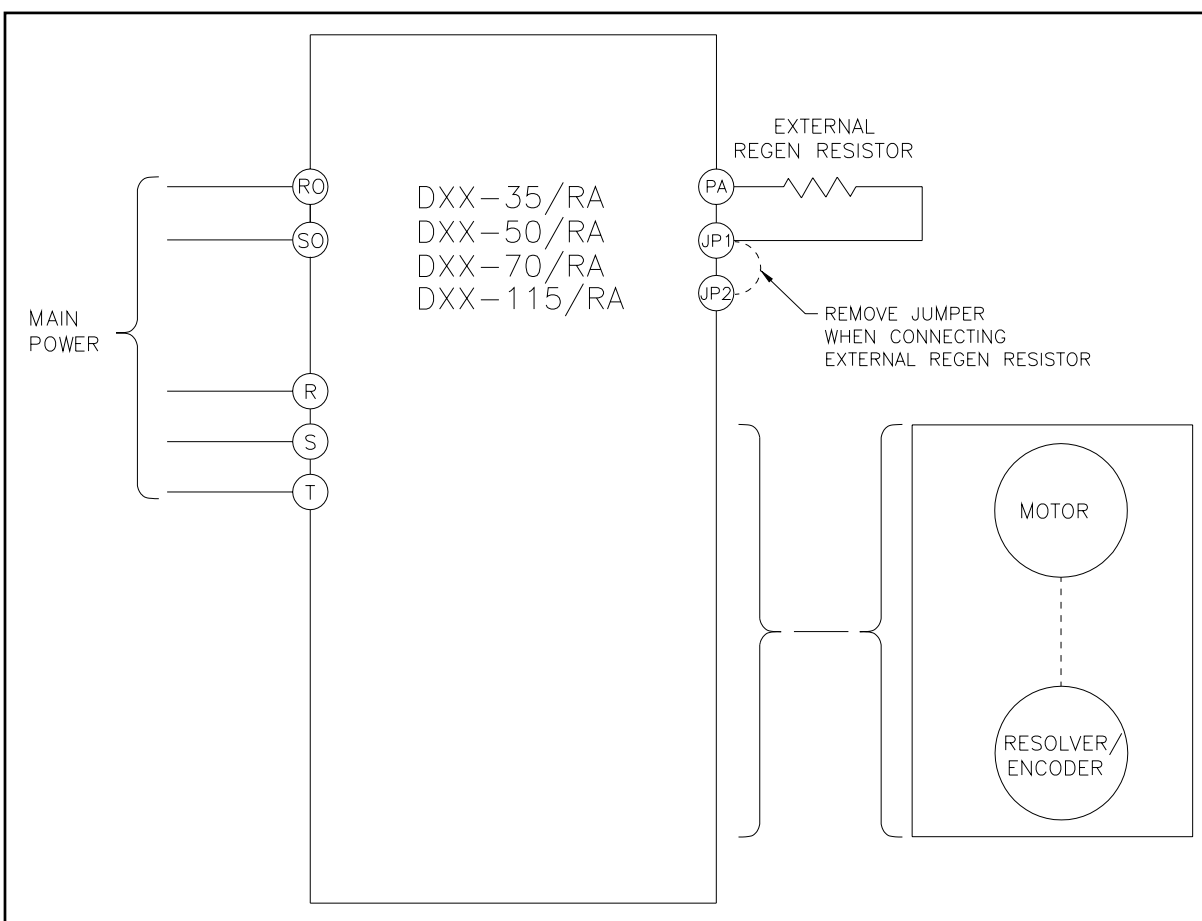 EXTERNAL
REGEN RESISTOR
RO
SO
DXX-35/RA
DXX-50/RA
DXX-70/RA
DXX-115/RA
PA
JP1
JP2
MAIN
POWER
REMOVE JUMPER
WHEN CONNECTING
EXTERNAL REGEN RESISTOR
R
S
T
MOTOR
RESOLVER/
ENCODER